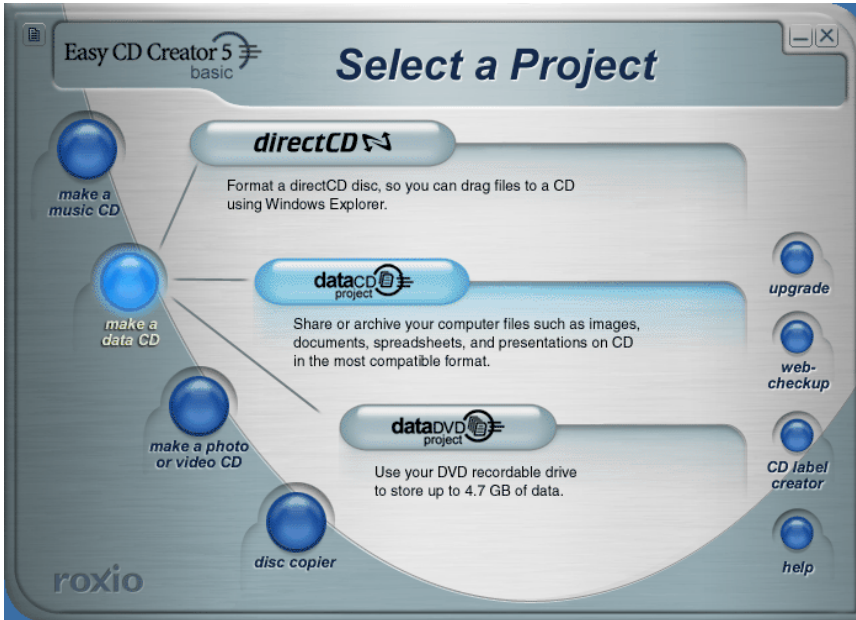 Easy CD Creator 5
basic
Select a Project
directCD
Format a directCD disc, so you can drag files to a CD
using Windows Explorer.
make a
music CD
dataCD
project
Share or archive your computer files such as images,
documents, spreadsheets, and presentations on CD
in the most compatible format.
make a
data CD
dataDVD
project
Use your DVD recordable drive
to store up to 4.7 GB of data.
make a photo
or video CD
disc copier
upgrade
web-
checkup
CD label
creator
help
roxio